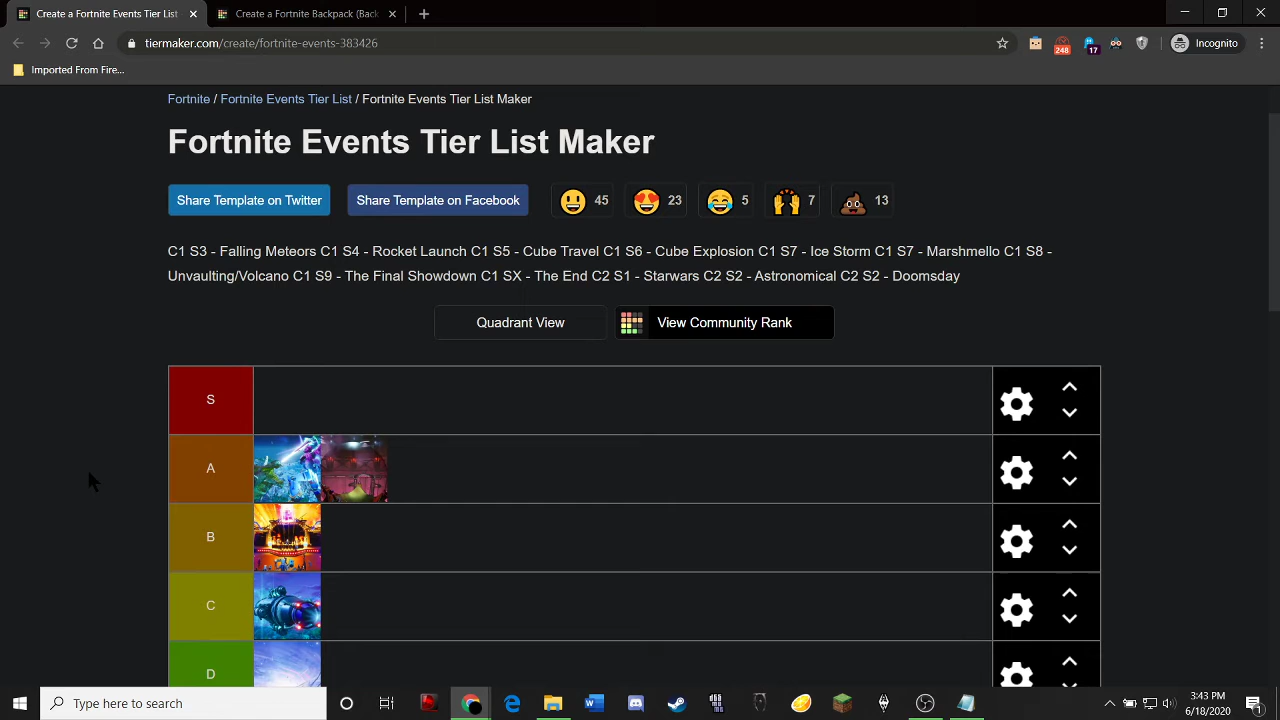 Create a Fortnite Events Tier List
Create a Fortnite Backpack (Back
tiermaker.com/create/fortnite-events-383426
248
17
Incognito
Imported From Fire...
Fortnite / Fortnite Events Tier List / Fortnite Events Tier List Maker
Fortnite Events Tier List Maker
Share Template on Twitter
Share Template on Facebook
45
23
5
7
13
C1 S3 - Falling Meteors C1 S4 - Rocket Launch C1 S5 - Cube Travel C1 S6 - Cube Explosion C1 S7 - Ice Storm C1 S7 - Marshmello C1 S8 -
Unvaulting/Volcano C1 S9 - The Final Showdown C1 SX - The End C2 S1 - Starwars C2 S2 - Astronomical C2 S2 - Doomsday
Quadrant View
View Community Rank
S
A
B
C
D
Type here to search
3:43 PM
6/18/2020
1